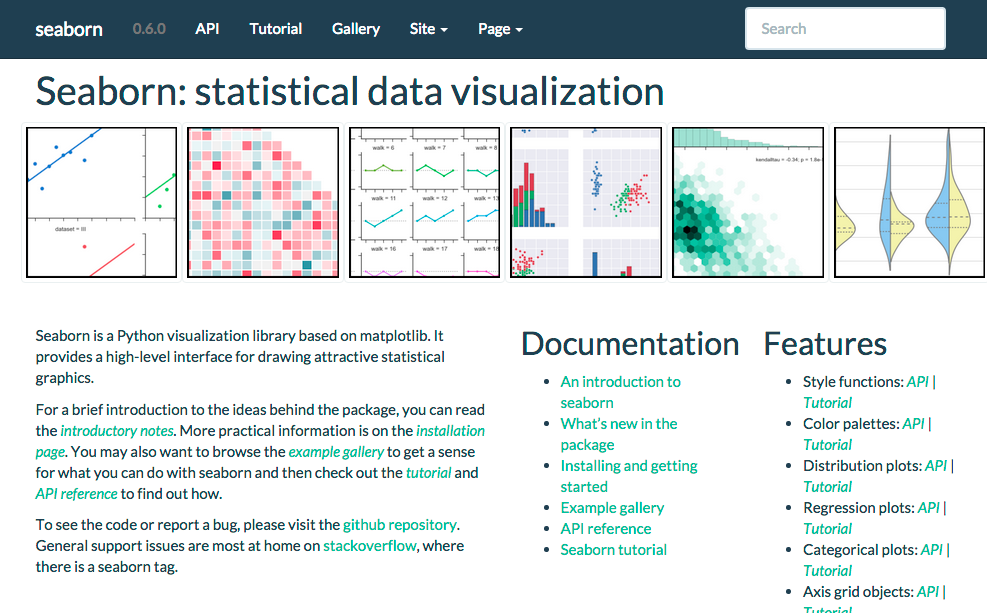 seaborn 0.6.0 API Tutorial Gallery Site Page Search
Seaborn: statistical data visualization
dataset = III
walk = 6 walk = 7 walk = 8
walk = 11 walk = 12 walk = 13
walk = 16 walk = 17 walk = 18
kendalltau = -0.34; p = 1.8e-
Seaborn is a Python visualization library based on matplotlib. It
provides a high-level interface for drawing attractive statistical
graphics.
For a brief introduction to the ideas behind the package, you can read
the introductory notes. More practical information is on the installation
page. You may also want to browse the example gallery to get a sense
for what you can do with seaborn and then check out the tutorial and
API reference to find out how.
To see the code or report a bug, please visit the github repository.
General support issues are most at home on stackoverflow, where
there is a seaborn tag.
Documentation
An introduction to
seaborn
What's new in the
package
Installing and getting
started
Example gallery
API reference
Seaborn tutorial
Features
Style functions: API |
Tutorial
Color palettes: API |
Tutorial
Distribution plots: API |
Tutorial
Regression plots: API |
Tutorial
Categorical plots: API |
Tutorial
Axis grid objects: API |
Tutorial